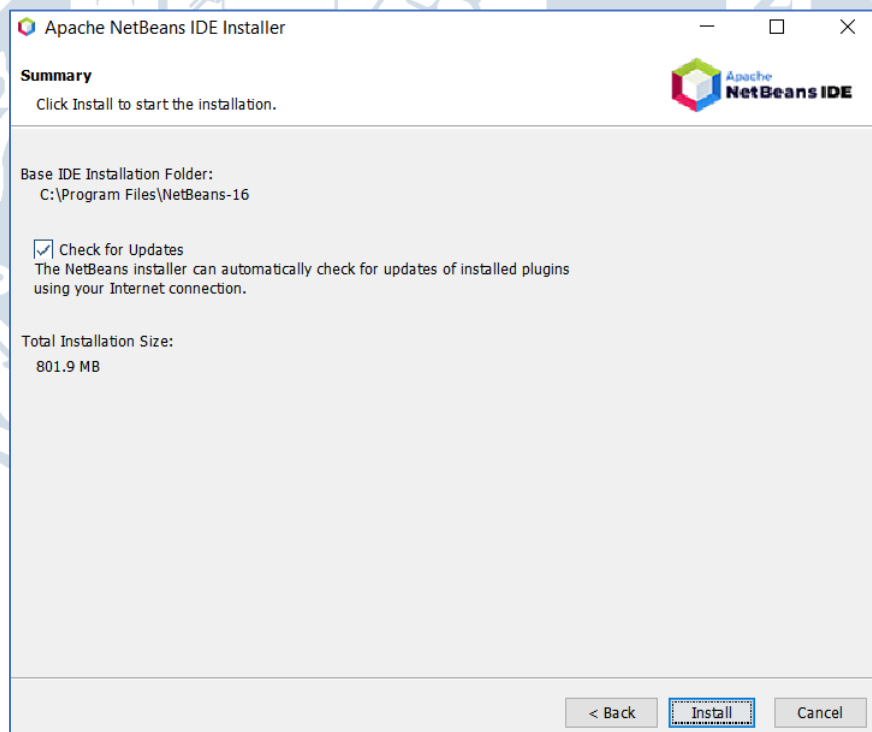 Apache NetBeans IDE Installer
Summary
Click Install to start the installation.
Apache
NetBeans IDE
Base IDE Installation Folder:
C:\Program Files\NetBeans-16
Check for Updates
The NetBeans installer can automatically check for updates of installed plugins
using your Internet connection.
Total Installation Size:
801.9 MB
< Back Install Cancel